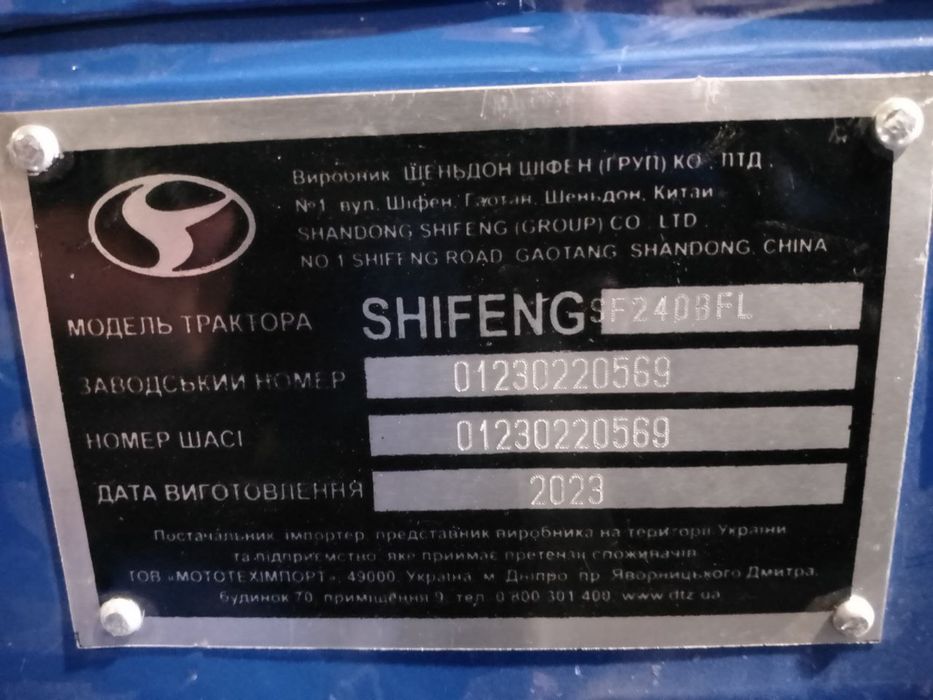 Виробник ШЕНЬДОН ШІФЕН (ГРУП) КО. ЛТД.
№1 вул. Шіфен, Гаотан, Шеньдон, Китай
SHANDONG SHIFENG (GROUP) CO. LTD
NO 1 SHIFENG ROAD GAOTANG, SHANDONG, CHINA
МОДЕЛЬ ТРАКТОРА SHIFENG SF240BFL
ЗАВОДСЬКИЙ НОМЕР 01230220569
НОМЕР ШАСІ 01230220569
ДАТА ВИГОТОВЛЕННЯ 2023
Постачальник, імпортер, представник виробника на території України
та підприємство, яке приймає претензії споживачів
ТОВ «МОТОТЕХІМПОРТ», 49000, Україна м. Дніпро пр. Яворницького Дмитра,
будинок 70, приміщення 9, тел. 0 800 301 400, www.dtz.ua